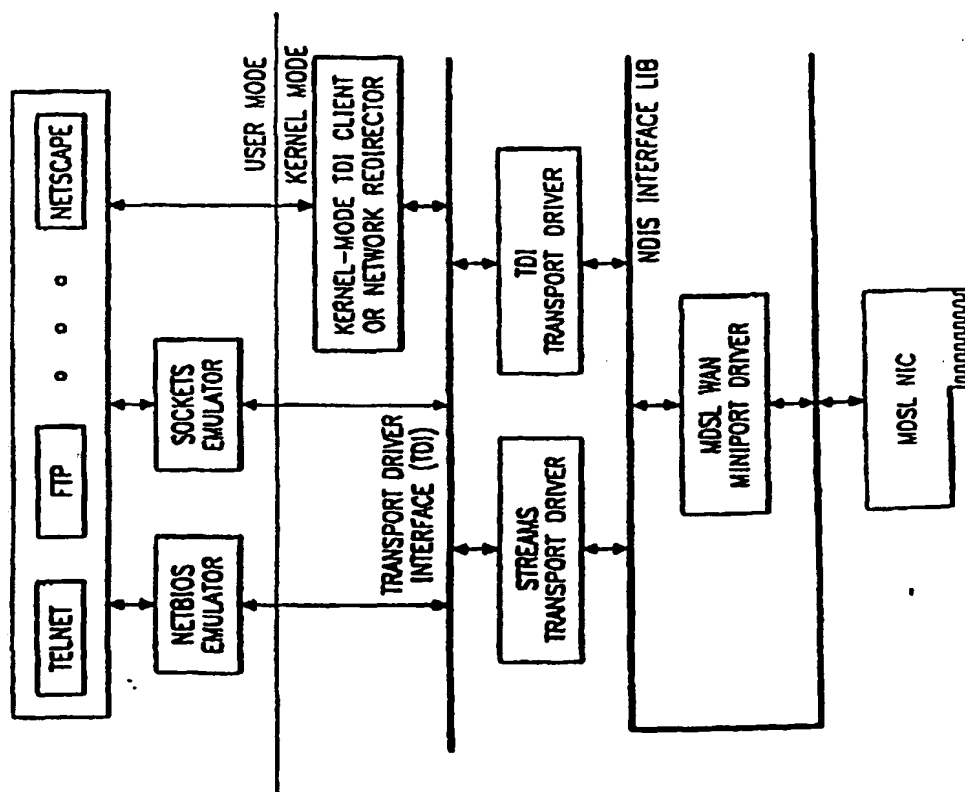 TELNET
FTP
NETSCAPE
NETBIOS
EMULATOR
SOCKETS
EMULATOR
USER MODE
KERNEL MODE
KERNEL-MODE TDI CLIENT
OR NETWORK REDIRECTOR
TRANSPORT DRIVER
INTERFACE (TDI)
STREAMS
TRANSPORT DRIVER
TDI
TRANSPORT DRIVER
NDIS INTERFACE LIB
MDSL WAN
MINIPORT DRIVER
MDSL NIC